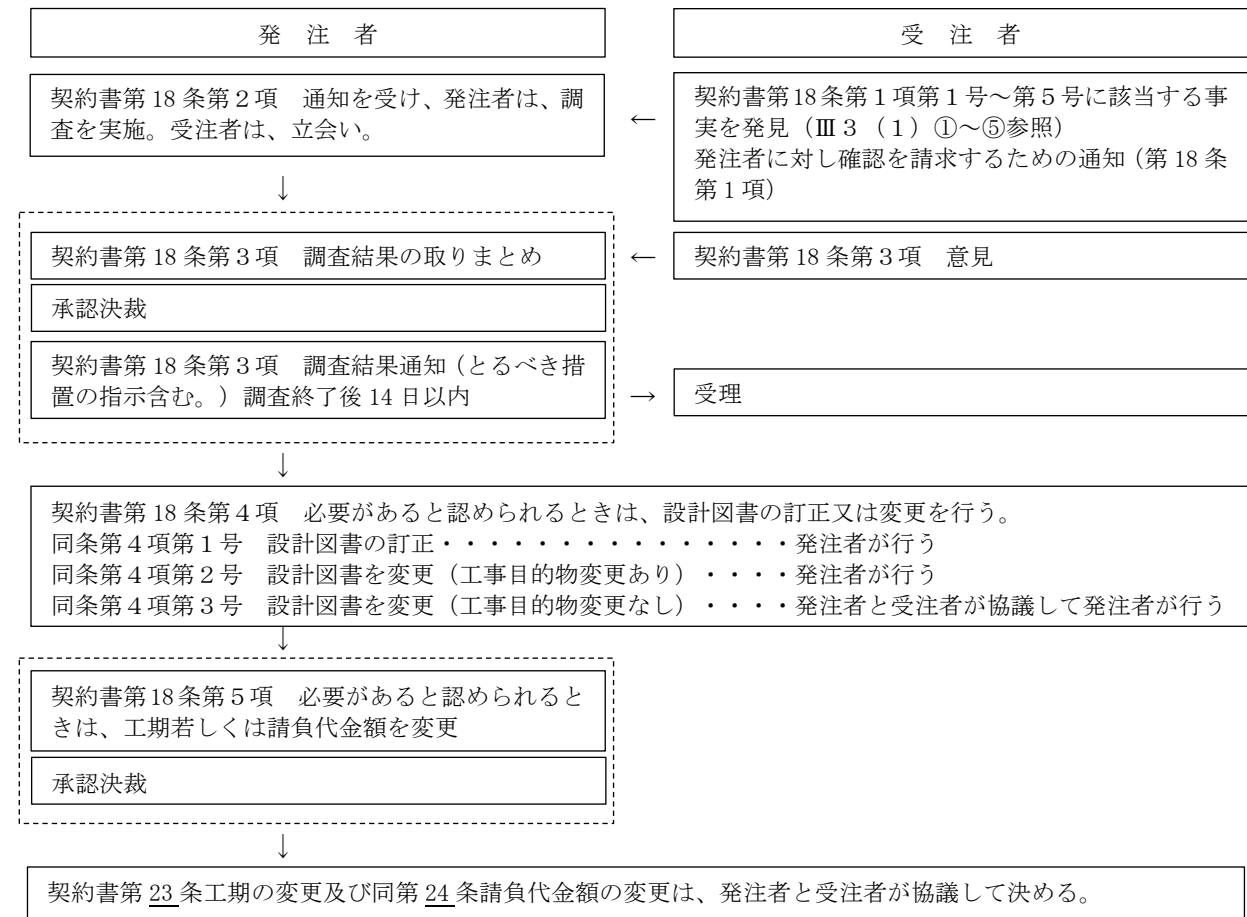 発 注 者
受 注 者
契約書第 18 条第２項　通知を受け、発注者は、調
査を実施。受注者は、立会い。
←
契約書第18条第１項第１号～第５号に該当する事
実を発見（Ⅲ３（１）①～⑤参照）
発注者に対し確認を請求するための通知（第 18 条
第１項）
↓
契約書第 18 条第３項　調査結果の取りまとめ
←
契約書第 18 条第３項　意見
承認決裁
契約書第 18 条第３項　調査結果通知（とるべき措
置の指示含む。）調査終了後 14 日以内
→
受理
↓
契約書第 18 条第４項　必要があると認められるときは、設計図書の訂正又は変更を行う。
同条第４項第１号　設計図書の訂正・・・・・・・・・・・・・・・発注者が行う
同条第４項第２号　設計図書を変更（工事目的物変更あり）・・・・発注者が行う
同条第４項第３号　設計図書を変更（工事目的物変更なし）・・・・発注者と受注者が協議して発注者が行う
↓
契約書第18条第５項　必要があると認められると
きは、工期若しくは請負代金額を変更
承認決裁
↓
契約書第 23 条工期の変更及び同第 24 条請負代金額の変更は、発注者と受注者が協議して決める。